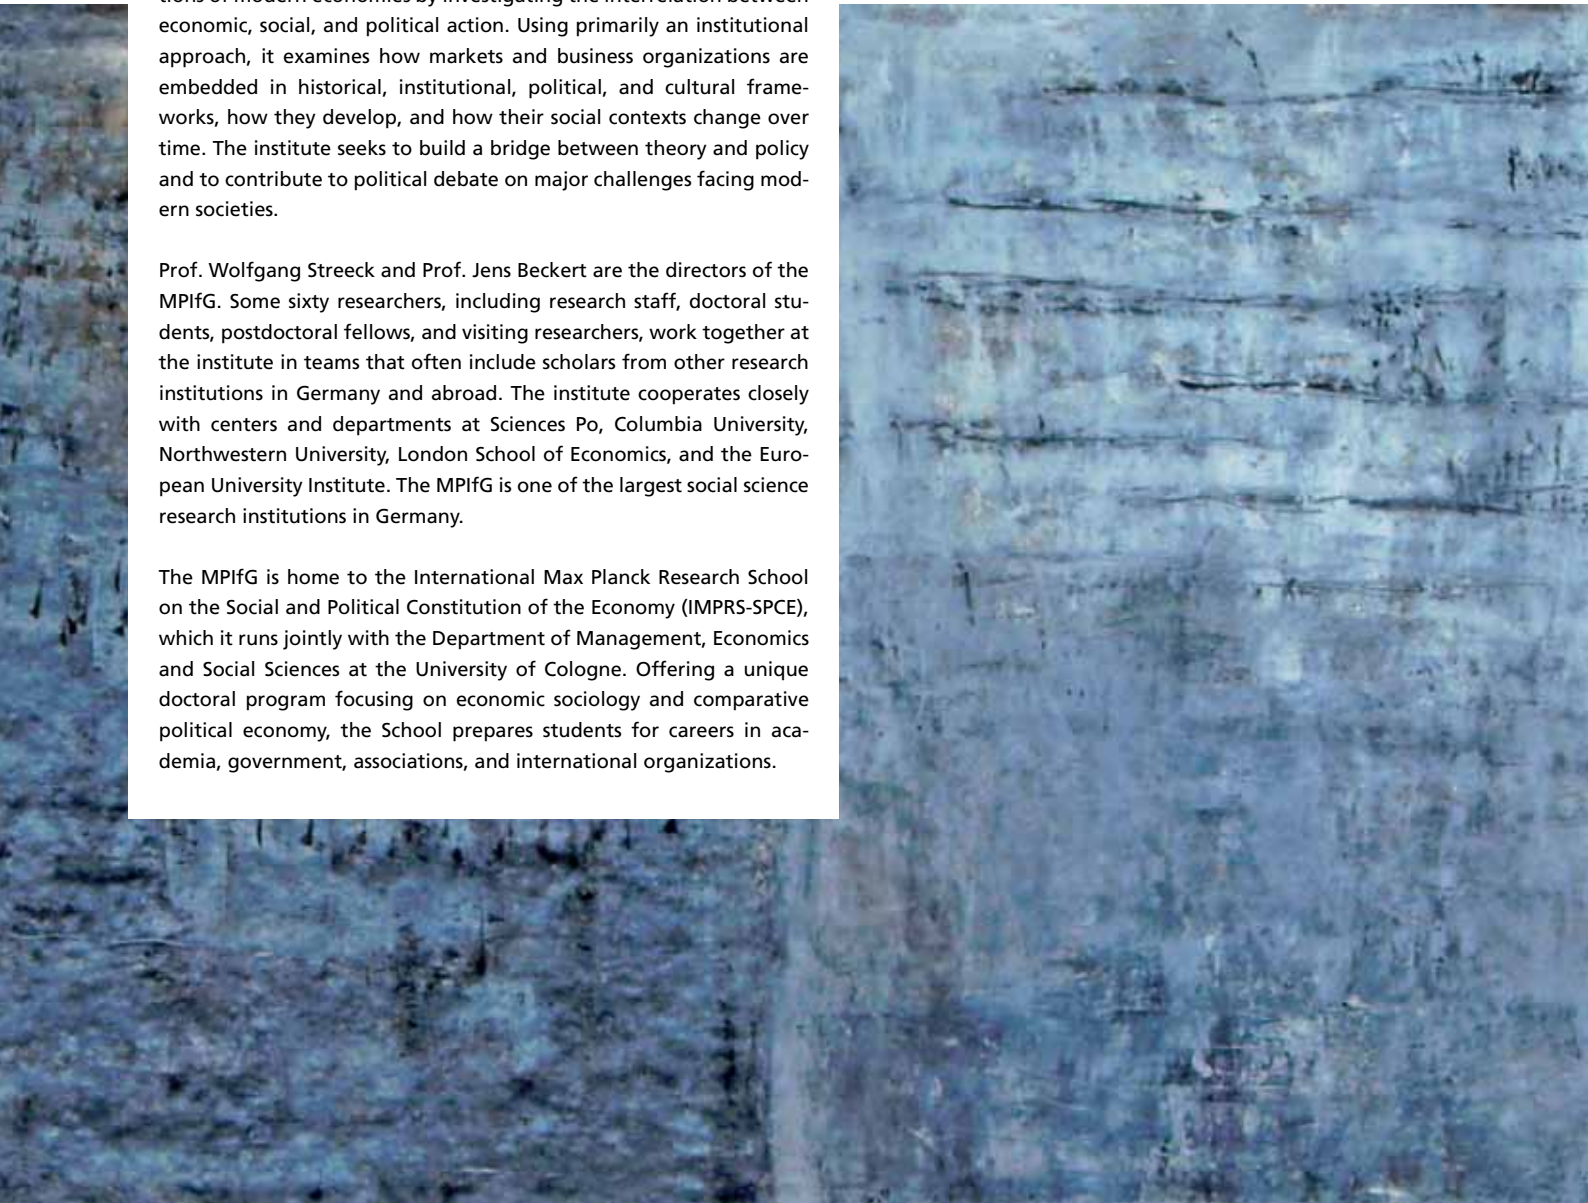 tions of modern economies by investigating the interrelation between
economic, social, and political action. Using primarily an institutional
approach, it examines how markets and business organizations are
embedded in historical, institutional, political, and cultural frame-
works, how they develop, and how their social contexts change over
time. The institute seeks to build a bridge between theory and policy
and to contribute to political debate on major challenges facing mod-
ern societies.
Prof. Wolfgang Streeck and Prof. Jens Beckert are the directors of the
MPIfG. Some sixty researchers, including research staff, doctoral stu-
dents, postdoctoral fellows, and visiting researchers, work together at
the institute in teams that often include scholars from other research
institutions in Germany and abroad. The institute cooperates closely
with centers and departments at Sciences Po, Columbia University,
Northwestern University, London School of Economics, and the Euro-
pean University Institute. The MPIfG is one of the largest social science
research institutions in Germany.
The MPIfG is home to the International Max Planck Research School
on the Social and Political Constitution of the Economy (IMPRS-SPCE),
which it runs jointly with the Department of Management, Economics
and Social Sciences at the University of Cologne. Offering a unique
doctoral program focusing on economic sociology and comparative
political economy, the School prepares students for careers in aca-
demia, government, associations, and international organizations.